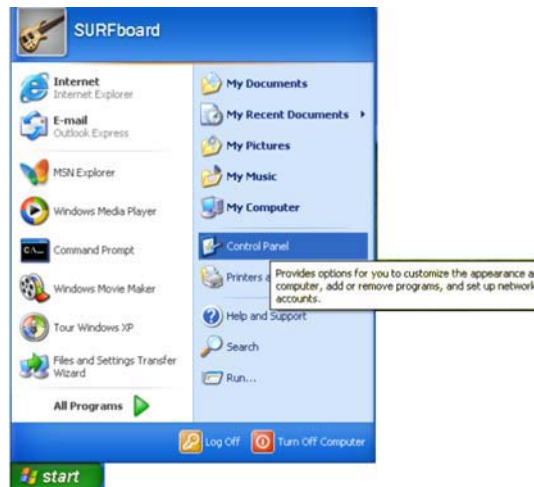 SURFboard
Internet
Internet Explorer
E-mail
Outlook Express
MSN Explorer
Windows Media Player
C:\_
Command Prompt
Windows Movie Maker
Tour Windows XP
Files and Settings Transfer
Wizard
All Programs
My Documents
My Recent Documents
My Pictures
My Music
My Computer
Control Panel
Printers a
Provides options for you to customize the appearance a
computer, add or remove programs, and set up network
accounts.
Help and Support
Search
Run...
Log Off
Turn Off Computer
start